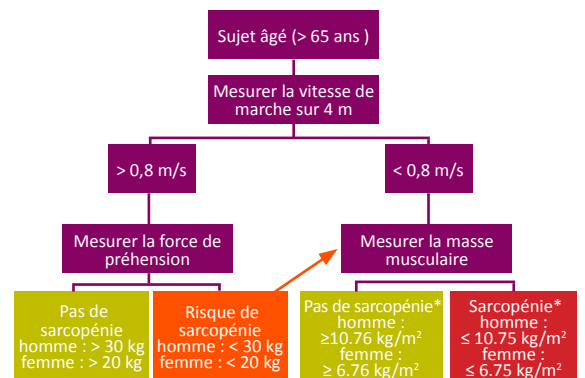 Sujet âgé (> 65 ans )
Mesurer la vitesse de
marche sur 4 m
> 0,8 m/s
< 0,8 m/s
Mesurer la force de
préhension
Mesurer la masse
musculaire
Pas de
sarcopénie
homme : > 30 kg
femme : > 20 kg
Risque de
sarcopénie
homme : < 30 kg
femme : < 20 kg
Pas de sarcopénie*
homme :
≥10.76 kg/m²
femme :
≥ 6.76 kg/m²
Sarcopénie*
homme :
≤ 10.75 kg/m²
femme :
≤ 6.75 kg/m²